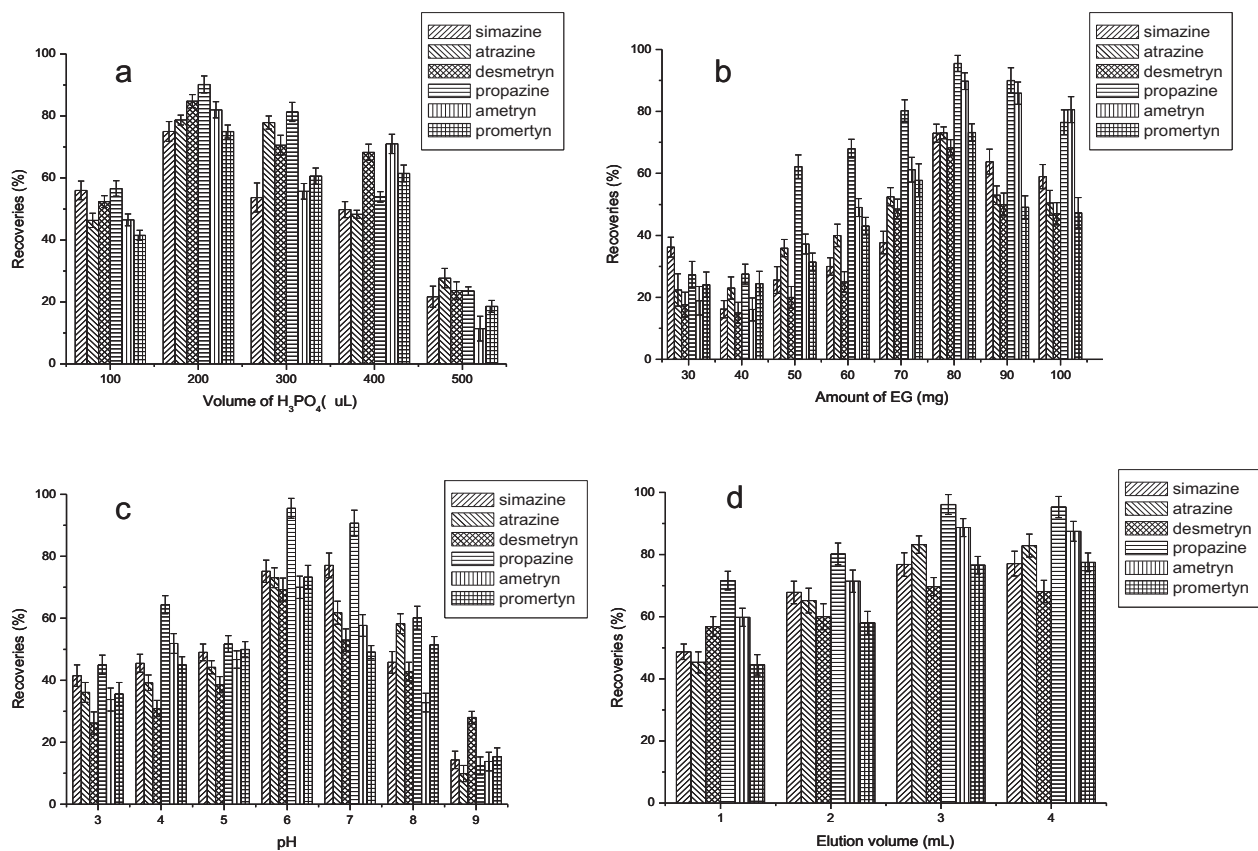 a
simazine
atrazine
desmetryn
propazine
ametryn
promertyn
Recoveries (%)
100
80
60
40
20
0
100 200 300 400 500
Volume of H₃PO₄( uL)
b
simazine
atrazine
desmetryn
propazine
ametryn
promertyn
Recoveries (%)
100
80
60
40
20
0
30 40 50 60 70 80 90 100
Amount of EG (mg)
c
simazine
atrazine
desmetryn
propazine
ametryn
promertyn
Recoveries (%)
100
80
60
40
20
0
3 4 5 6 7 8 9
pH
d
simazine
atrazine
desmetryn
propazine
ametryn
promertyn
Recoveries (%)
100
80
60
40
20
0
1 2 3 4
Elution volume (mL)